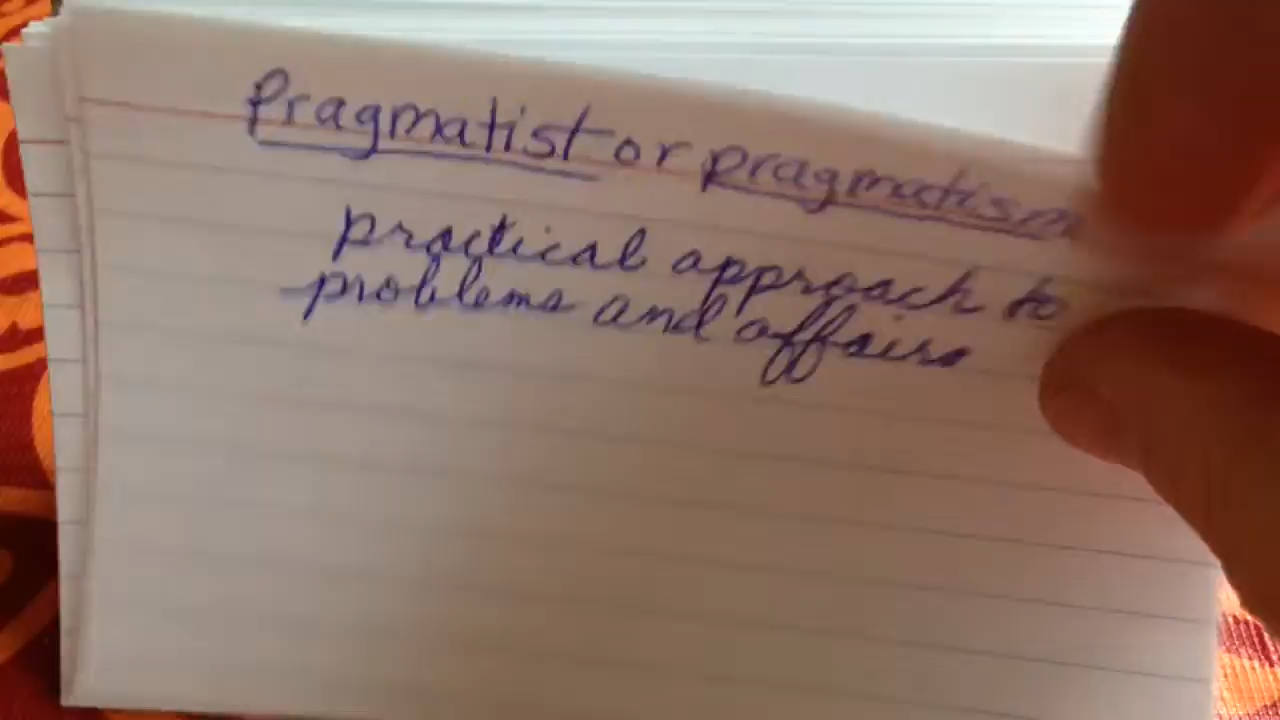 Pragmatist or pragmatism
practical approach to
problems and affairs